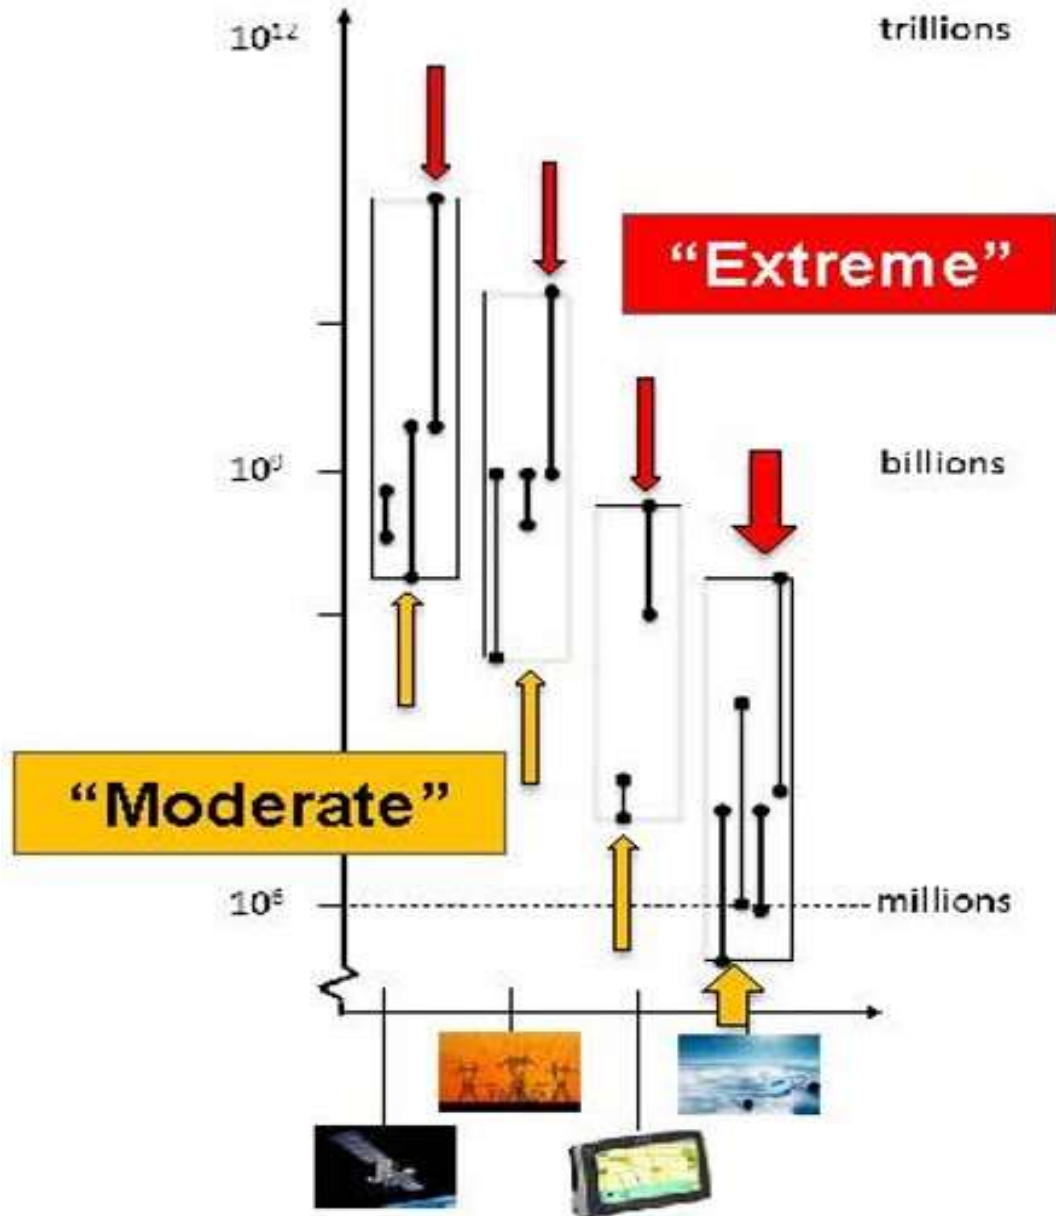 10¹² trillions
“Extreme”
10⁹ billions
“Moderate”
10⁶ millions